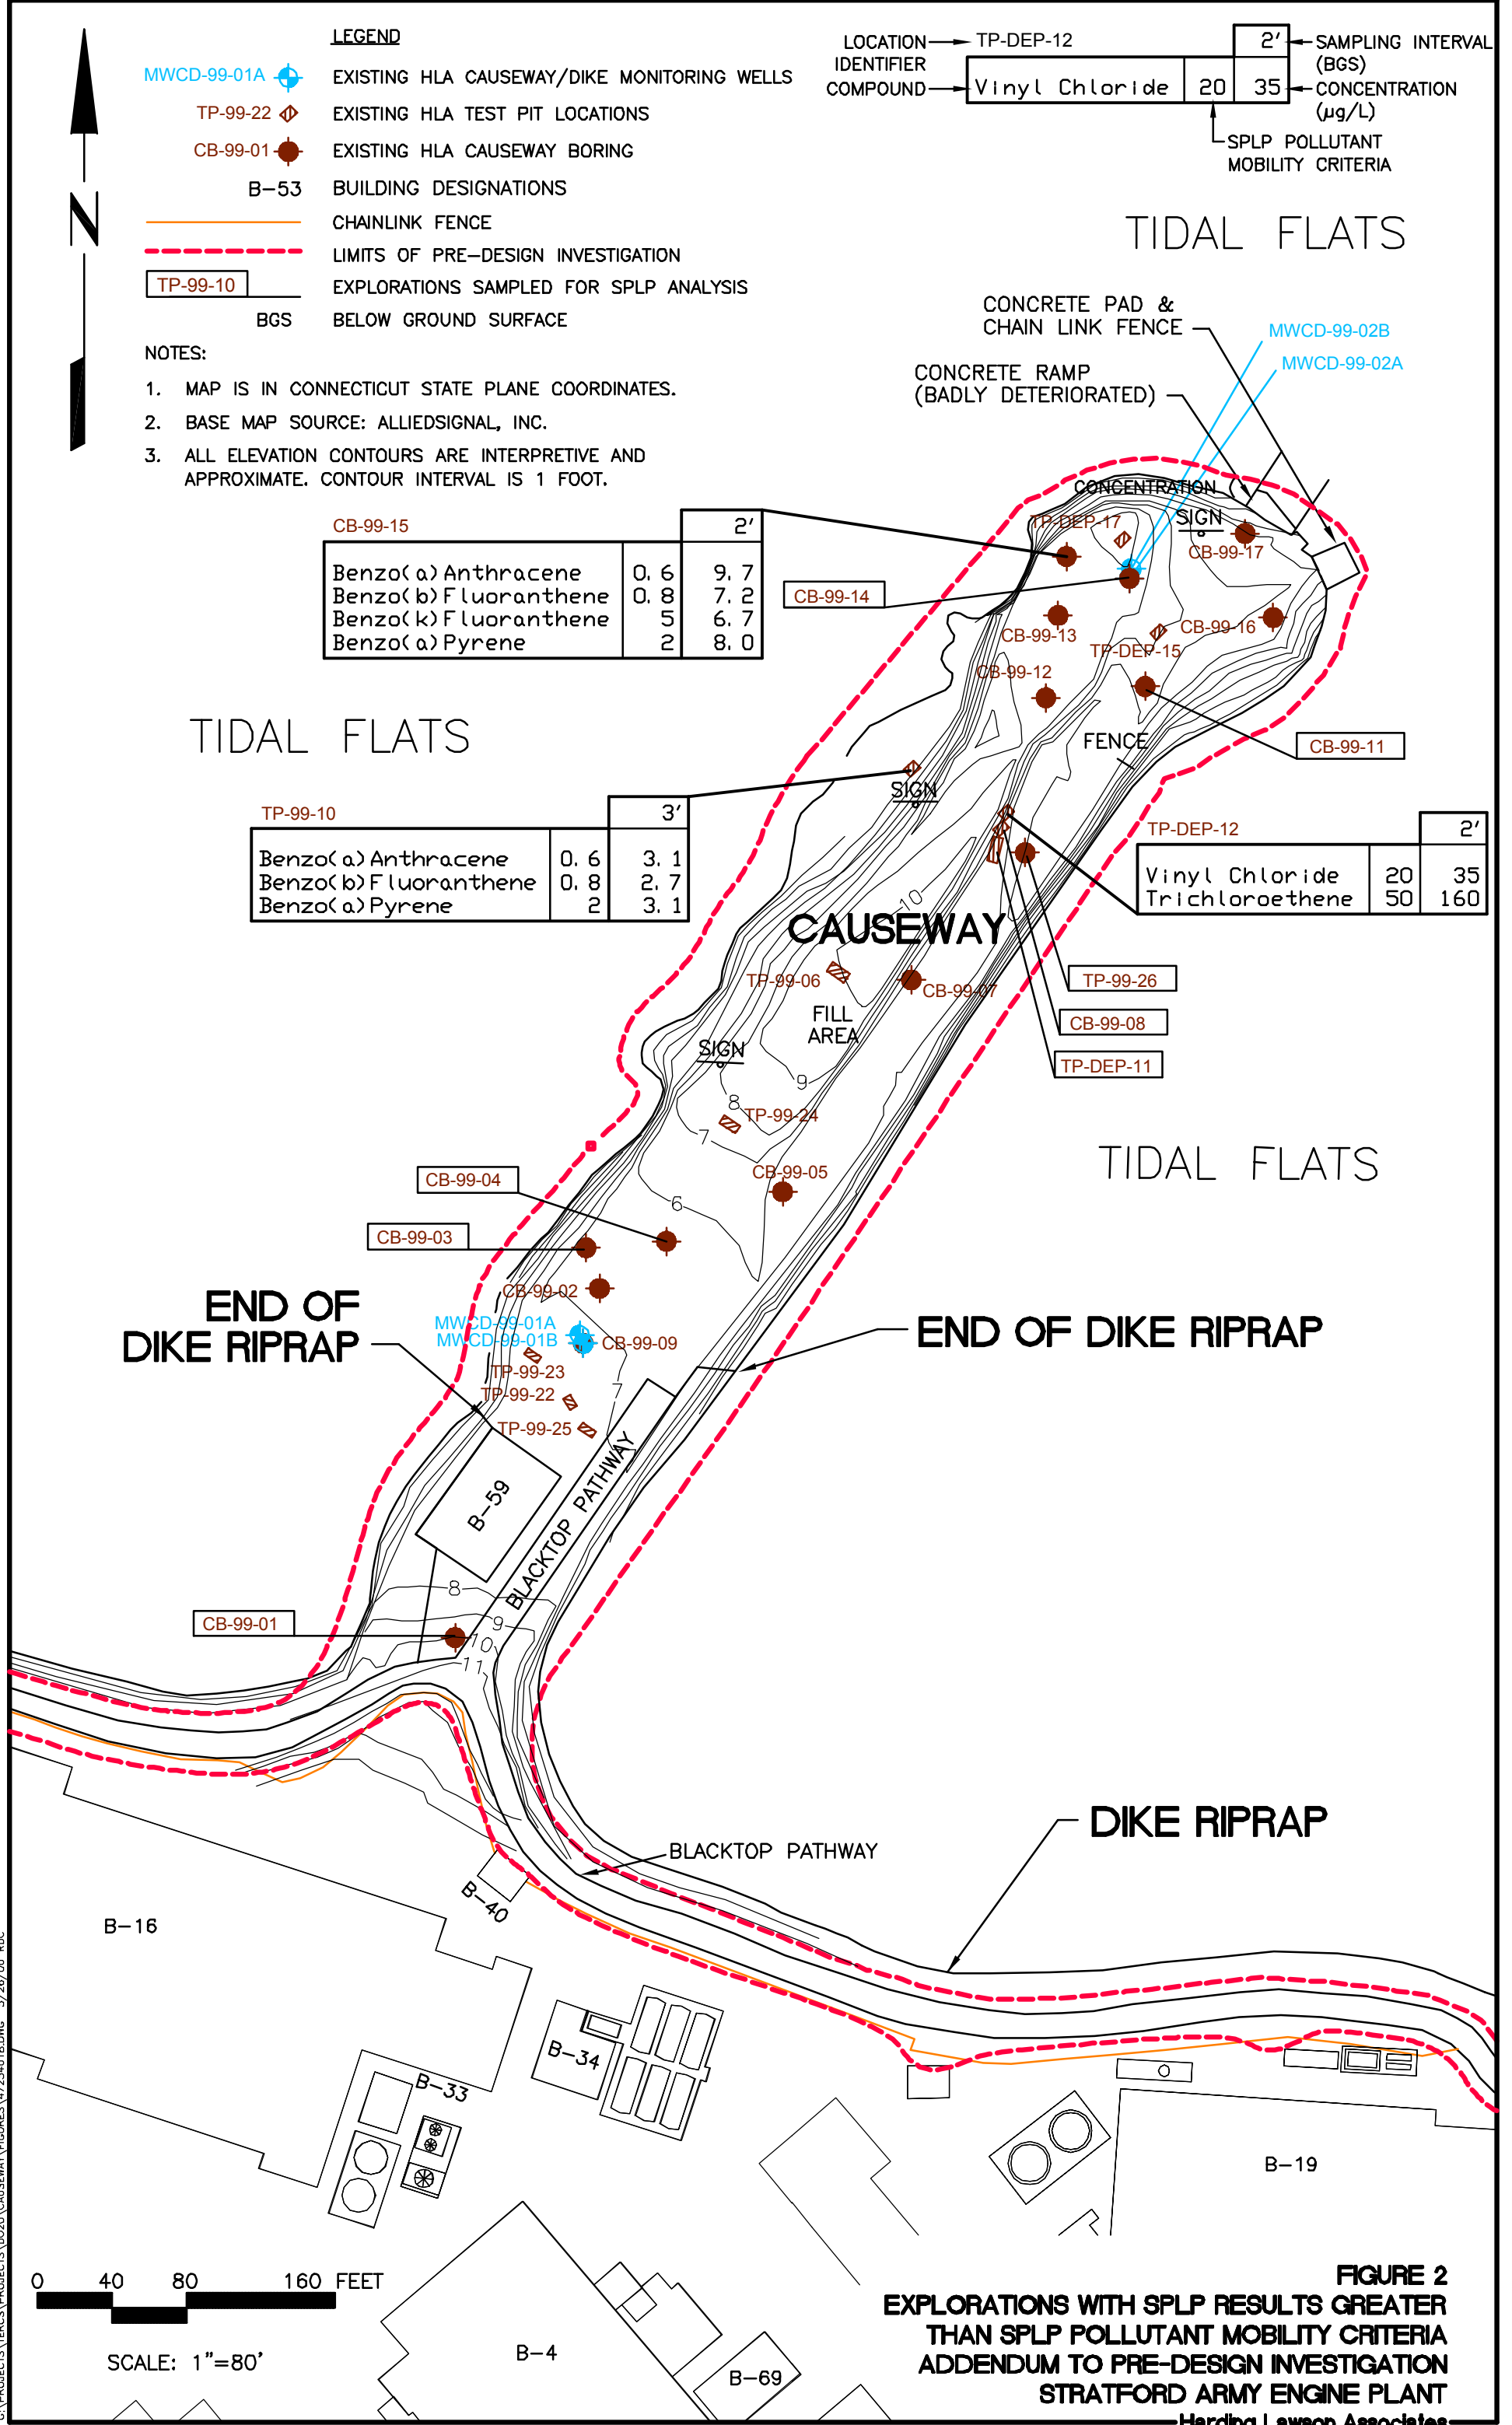 LEGEND
MWCD-99-01A EXISTING HLA CAUSEWAY/DIKE MONITORING WELLS
TP-99-22 EXISTING HLA TEST PIT LOCATIONS
CB-99-01 EXISTING HLA CAUSEWAY BORING
B-53 BUILDING DESIGNATIONS
CHAINLINK FENCE
LIMITS OF PRE-DESIGN INVESTIGATION
TP-99-10 EXPLORATIONS SAMPLED FOR SPLP ANALYSIS
BGS BELOW GROUND SURFACE
NOTES:
1. MAP IS IN CONNECTICUT STATE PLANE COORDINATES.
2. BASE MAP SOURCE: ALLIEDSIGNAL, INC.
3. ALL ELEVATION CONTOURS ARE INTERPRETIVE AND
APPROXIMATE. CONTOUR INTERVAL IS 1 FOOT.
N
LOCATION
IDENTIFIER
TP-DEP-12 2'
SAMPLING INTERVAL
(BGS)
COMPOUND
Vinyl Chloride 20 35
CONCENTRATION
(µg/L)
SPLP POLLUTANT
MOBILITY CRITERIA
TIDAL FLATS
CONCRETE PAD &
CHAIN LINK FENCE
MWCD-99-02B
MWCD-99-02A
CONCRETE RAMP
(BADLY DETERIORATED)
CONCENTRATION
TP-DEP-17
SIGN
CB-99-17
CB-99-15 2'
Benzo(a)Anthracene 0.6 9.7
Benzo(b)Fluoranthene 0.8 7.2
Benzo(k)Fluoranthene 5 6.7
Benzo(a)Pyrene 2 8.0
CB-99-14
CB-99-13
CB-99-16
TP-DEP-15
CB-99-12
TIDAL FLATS
FENCE
CB-99-11
SIGN
TP-99-10 3'
Benzo(a)Anthracene 0.6 3.1
Benzo(b)Fluoranthene 0.8 2.7
Benzo(a)Pyrene 2 3.1
TP-DEP-12 2'
Vinyl Chloride 20 35
Trichloroethene 50 160
10
CAUSEWAY
TP-99-06
CB-99-07
TP-99-26
FILL
AREA
CB-99-08
TP-DEP-11
SIGN
9
8
TP-99-24
7
TIDAL FLATS
CB-99-05
CB-99-04
6
CB-99-03
CB-99-02
END OF
DIKE RIPRAP
MWCD-99-01A
MWCD-99-01B
CB-99-09
END OF DIKE RIPRAP
TP-99-23
TP-99-22
7
TP-99-25
B-59
BLACKTOP PATHWAY
8
9
CB-99-01
10
11
DIKE RIPRAP
BLACKTOP PATHWAY
B-40
B-16
B-34
B-33
B-19
B-4
B-69
0 40 80 160 FEET
SCALE: 1"=80'
FIGURE 2
EXPLORATIONS WITH SPLP RESULTS GREATER
THAN SPLP POLLUTANT MOBILITY CRITERIA
ADDENDUM TO PRE-DESIGN INVESTIGATION
STRATFORD ARMY ENGINE PLANT
Harding Lawson Associates